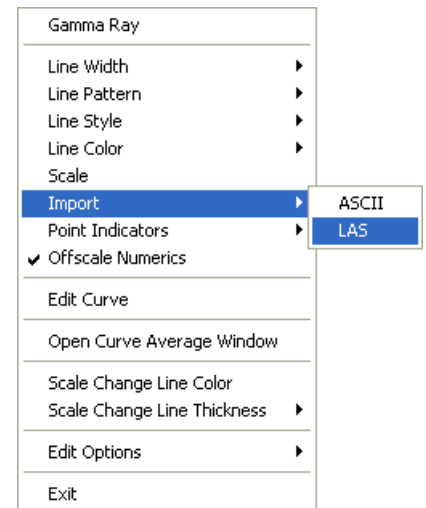 Gamma Ray
Line Width
Line Pattern
Line Style
Line Color
Scale
Import
ASCII
LAS
Point Indicators
Offscale Numerics
Edit Curve
Open Curve Average Window
Scale Change Line Color
Scale Change Line Thickness
Edit Options
Exit